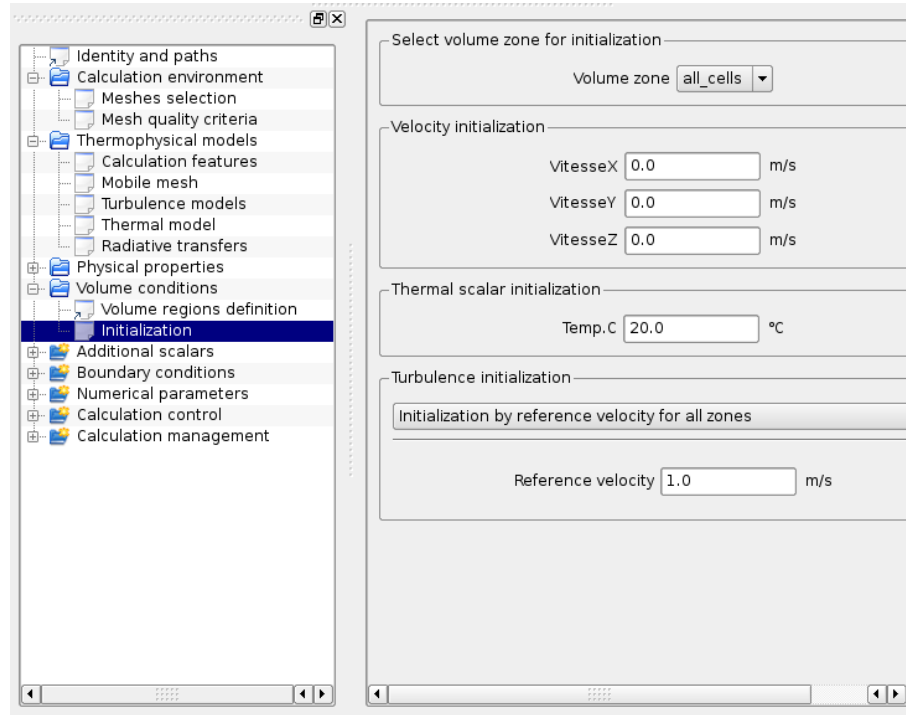 Identity and paths
Calculation environment
Meshes selection
Mesh quality criteria
Thermophysical models
Calculation features
Mobile mesh
Turbulence models
Thermal model
Radiative transfers
Physical properties
Volume conditions
Volume regions definition
Initialization
Additional scalars
Boundary conditions
Numerical parameters
Calculation control
Calculation management
Select volume zone for initialization
Volume zone all_cells
Velocity initialization
VitesseX 0.0 m/s
VitesseY 0.0 m/s
VitesseZ 0.0 m/s
Thermal scalar initialization
Temp.C 20.0 °C
Turbulence initialization
Initialization by reference velocity for all zones
Reference velocity 1.0 m/s